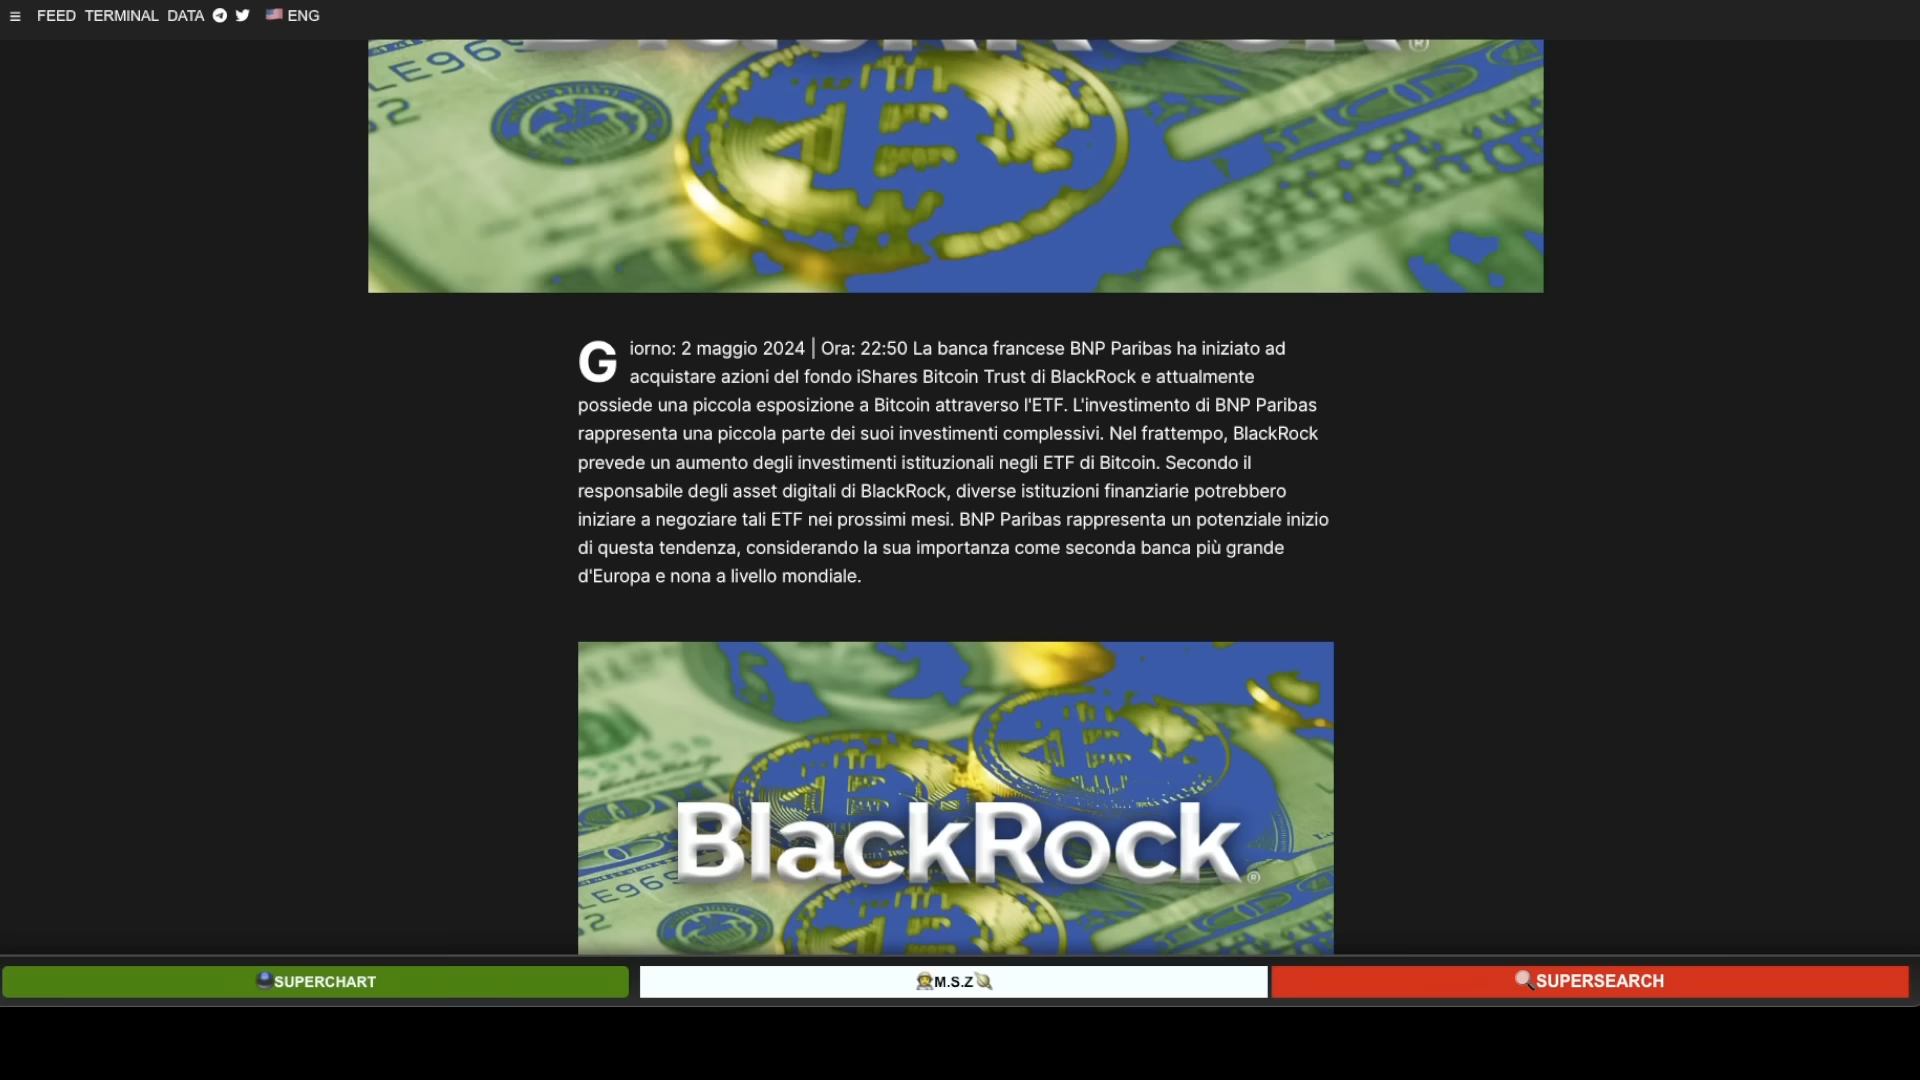 ≡ FEED TERMINAL DATA ENG
LE96
2
Giorno: 2 maggio 2024 | Ora: 22:50 La banca francese BNP Paribas ha iniziato ad
acquistare azioni del fondo iShares Bitcoin Trust di BlackRock e attualmente
possiede una piccola esposizione a Bitcoin attraverso l'ETF. L'investimento di BNP Paribas
rappresenta una piccola parte dei suoi investimenti complessivi. Nel frattempo, BlackRock
prevede un aumento degli investimenti istituzionali negli ETF di Bitcoin. Secondo il
responsabile degli asset digitali di BlackRock, diverse istituzioni finanziarie potrebbero
iniziare a negoziare tali ETF nei prossimi mesi. BNP Paribas rappresenta un potenziale inizio
di questa tendenza, considerando la sua importanza come seconda banca più grande
d'Europa e nona a livello mondiale.
BlackRock®
LE969
2
SUPERCHART M.S.Z SUPERSEARCH